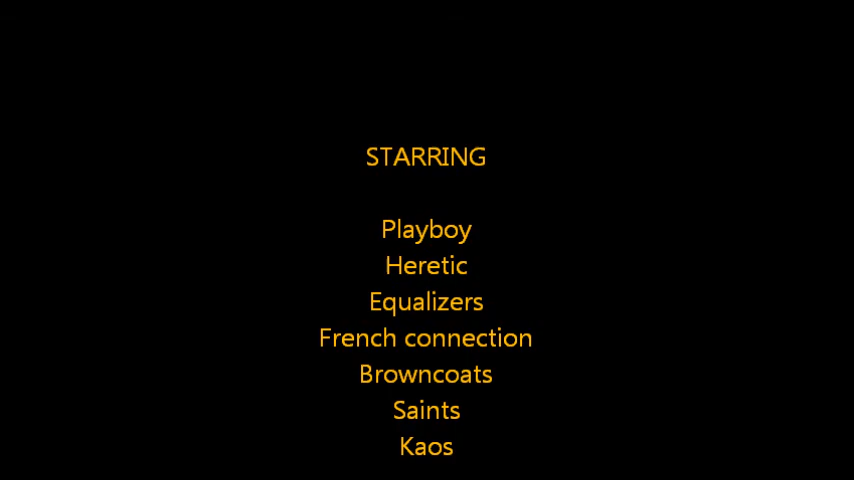 STARRING
Playboy
Heretic
Equalizers
French connection
Browncoats
Saints
Kaos